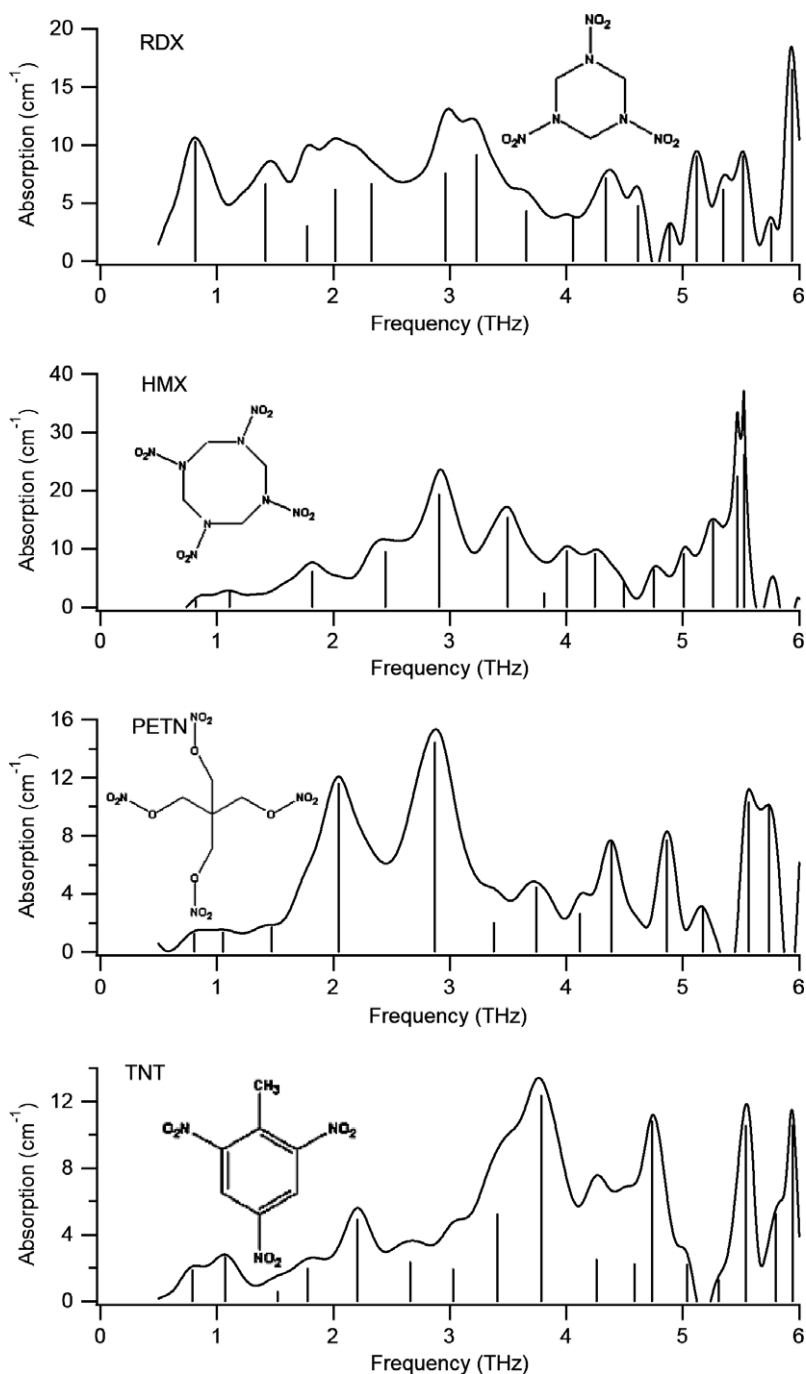 RDX
NO₂
N
N
N
O₂N
NO₂
20
15
10
5
0
Absorption (cm⁻¹)
0 1 2 3 4 5 6
Frequency (THz)
HMX
NO₂
O₂N
N
N
N
N
NO₂
O₂N
40
30
20
10
0
Absorption (cm⁻¹)
0 1 2 3 4 5 6
Frequency (THz)
PETN
NO₂
O
O₂N
O
O
NO₂
O
NO₂
16
12
8
4
0
Absorption (cm⁻¹)
0 1 2 3 4 5 6
Frequency (THz)
TNT
CH₃
O₂N
NO₂
NO₂
12
8
4
0
Absorption (cm⁻¹)
0 1 2 3 4 5 6
Frequency (THz)